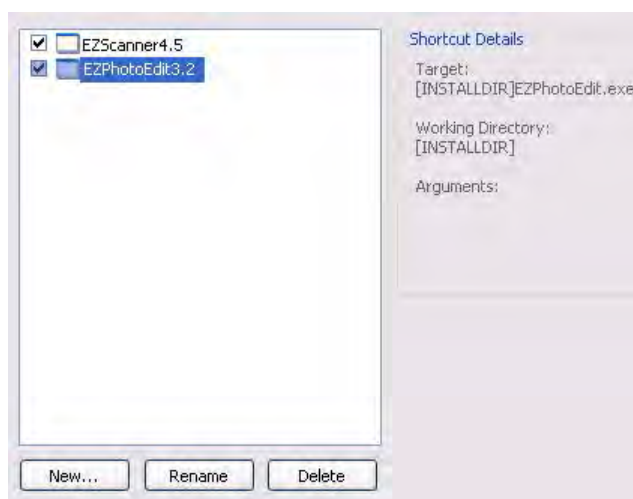 EZScanner4.5
EZPhotoEdit3.2
New...
Rename
Delete
Shortcut Details
Target:
[INSTALLDIR]EZPhotoEdit.exe
Working Directory:
[INSTALLDIR]
Arguments: